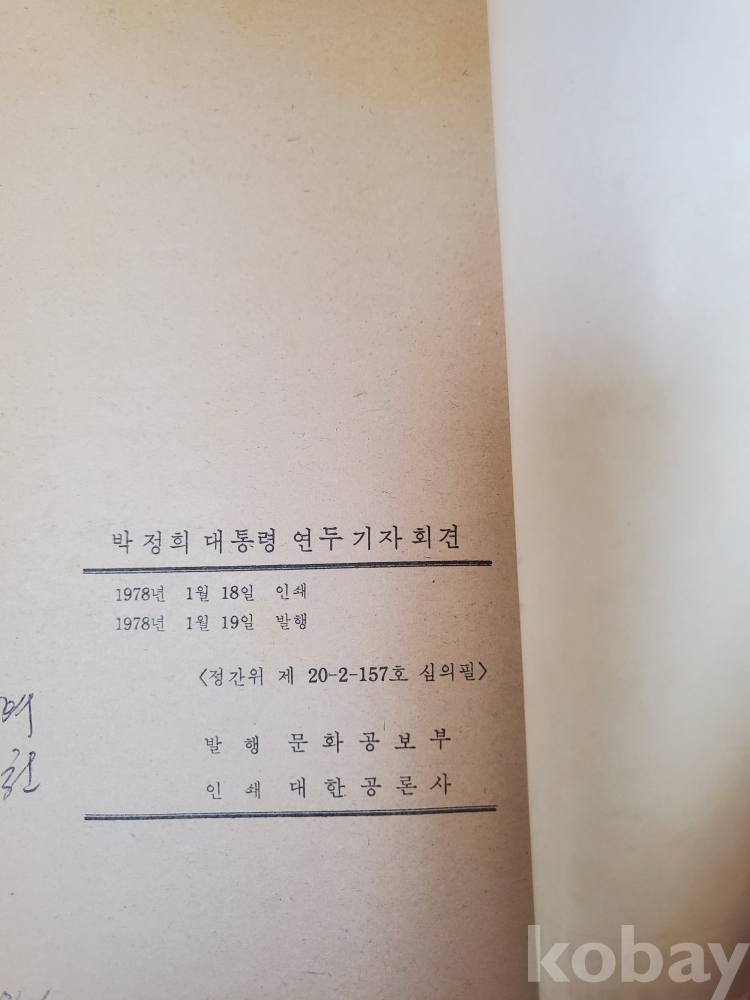 박정희 대통령 연두기자회견
1978년 1월 18일 인쇄
1978년 1월 19일 발행
<정간위 제 20-2-157호 심의필>
발 행 문 화 공 보 부
인 쇄 대 한 공 론 사
kobay